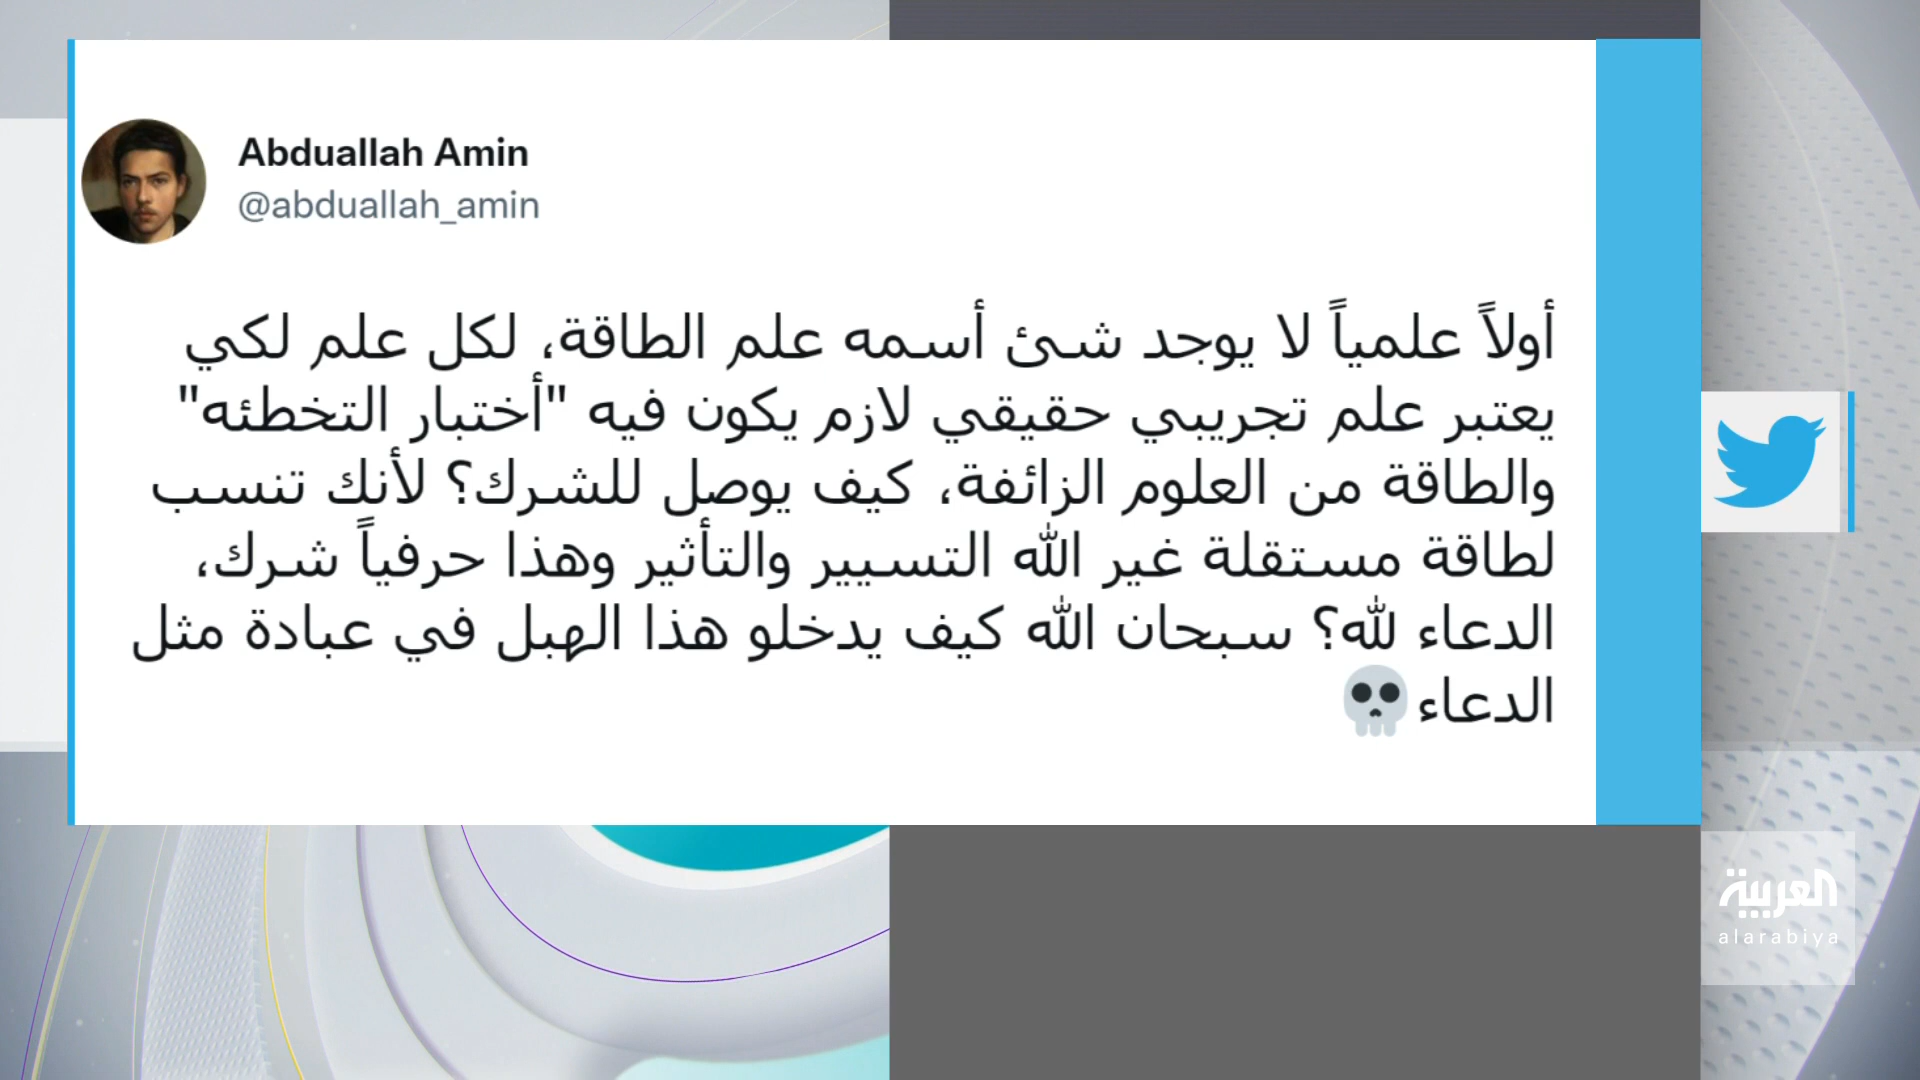 Abduallah Amin
@abduallah_amin
أولاً علمياً لا يوجد شئ أسمه علم الطاقة، لكل علم لكي
يعتبر علم تجريبي حقيقي لازم يكون فيه "أختبار التخطئه"
والطاقة من العلوم الزائفة، كيف يوصل للشرك؟ لأنك تنسب
لطاقة مستقلة غير الله التسيير والتأثير وهذا حرفياً شرك،
الدعاء لله؟ سبحان الله كيف يدخلو هذا الهبل في عبادة مثل
الدعاء💀
العربية
alarabiya